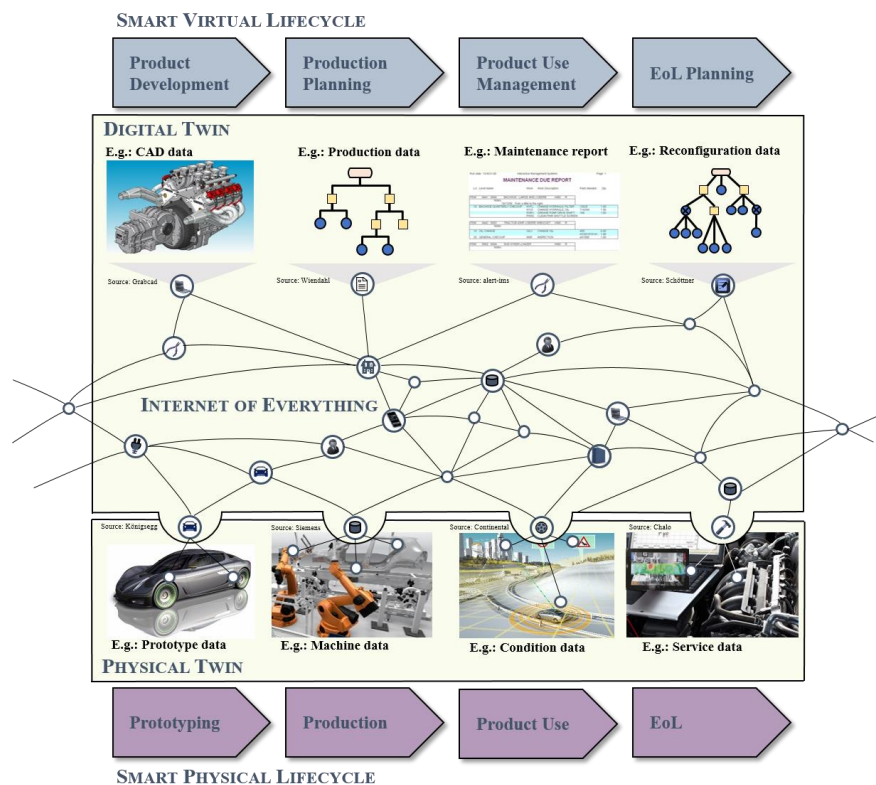 SMART VIRTUAL LIFECYCLE
Product
Development
Production
Planning
Product Use
Management
EoL Planning
DIGITAL TWIN
E.g.: CAD data
E.g.: Production data
E.g.: Maintenance report
E.g.: Reconfiguration data
MAINTENANCE DUE REPORT
Source: Grabcad
Source: Wiendahl
Source: alert-ims
Source: Schöttner
INTERNET OF EVERYTHING
Source: Königsegg
Source: Siemens
Source: Continental
Source: Chalo
E.g.: Prototype data
E.g.: Machine data
E.g.: Condition data
E.g.: Service data
PHYSICAL TWIN
Prototyping
Production
Product Use
EoL
SMART PHYSICAL LIFECYCLE